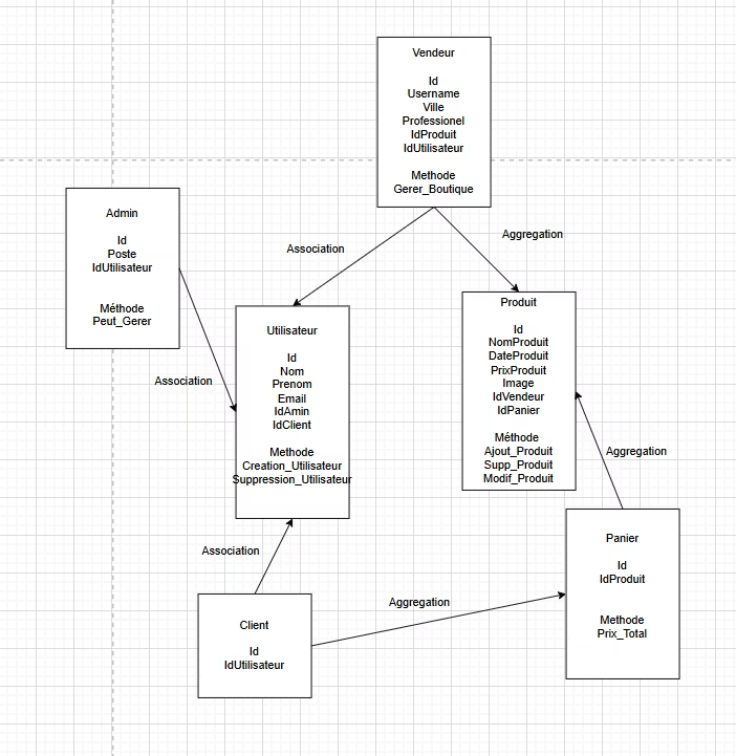 Vendeur
Id
Username
Ville
Professionel
IdProduit
IdUtilisateur
Methode
Gerer_Boutique
Admin
Id
Poste
IdUtilisateur
Méthode
Peut_Gerer
Association
Aggregation
Association
Utilisateur
Id
Nom
Prenom
Email
IdAmin
IdClient
Methode
Creation_Utilisateur
Suppression_Utilisateur
Produit
Id
NomProduit
DateProduit
PrixProduit
Image
IdVendeur
IdPanier
Méthode
Ajout_Produit
Supp_Produit
Modif_Produit
Aggregation
Association
Aggregation
Client
Id
IdUtilisateur
Panier
Id
IdProduit
Methode
Prix_Total